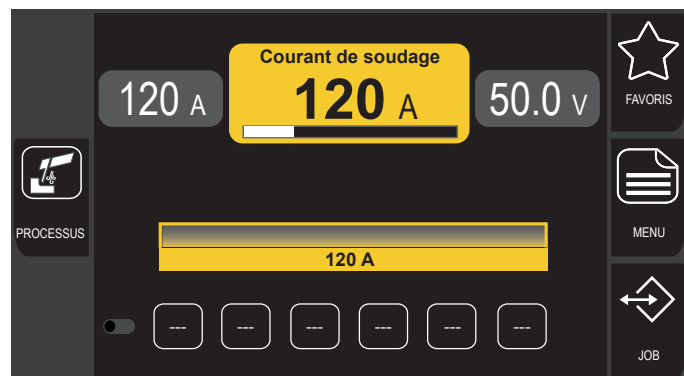 Courant de soudage
120 A
120 A
50.0 V
FAVORIS
PROCESSUS
MENU
120 A
---
---
---
---
---
---
JOB